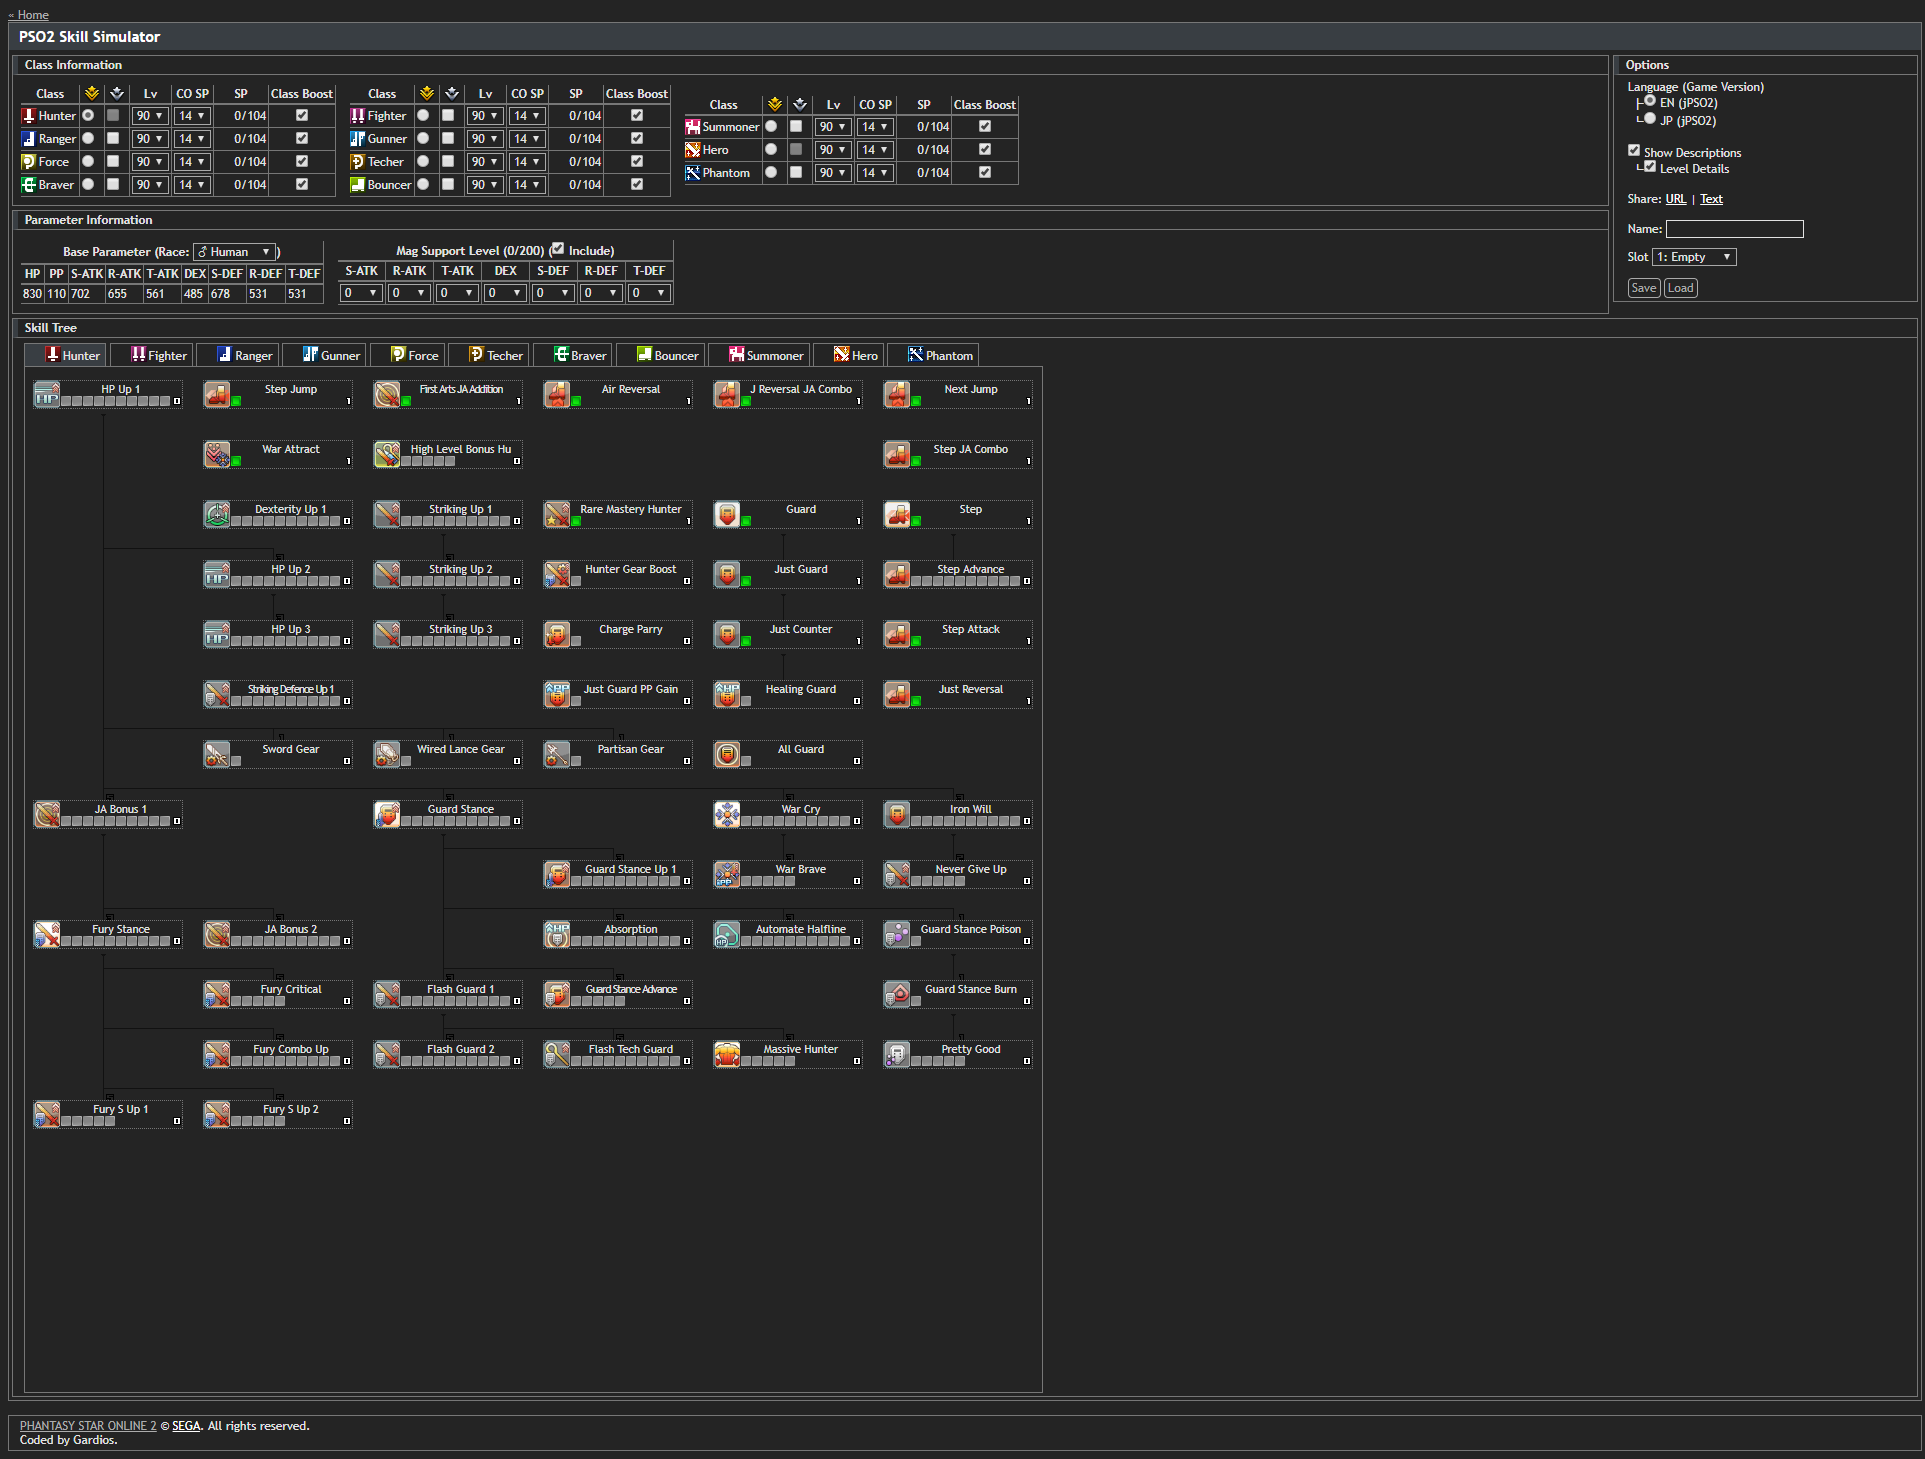 « Home
PSO2 Skill Simulator
Class Information
Class Lv CO SP SP Class Boost
Hunter 90 14 0/104
Ranger 90 14 0/104
Force 90 14 0/104
Braver 90 14 0/104
Class Lv CO SP SP Class Boost
Fighter 90 14 0/104
Gunner 90 14 0/104
Techer 90 14 0/104
Bouncer 90 14 0/104
Class Lv CO SP SP Class Boost
Summoner 90 14 0/104
Hero 90 14 0/104
Phantom 90 14 0/104
Options
Language (Game Version)
EN (jPSO2)
JP (jPSO2)
Show Descriptions
Level Details
Share: URL | Text
Name:
Slot 1: Empty
Save Load
Parameter Information
Base Parameter (Race: ♂ Human )
HP PP S-ATK R-ATK T-ATK DEX S-DEF R-DEF T-DEF
830 110 702 655 561 485 678 531 531
Mag Support Level (0/200) ( Include)
S-ATK R-ATK T-ATK DEX S-DEF R-DEF T-DEF
0 0 0 0 0 0 0
Skill Tree
Hunter Fighter Ranger Gunner Force Techer Braver Bouncer Summoner Hero Phantom
HP Up 1 0 Step Jump 1 First Arts JA Addition 1 Air Reversal 1 J Reversal JA Combo 1 Next Jump 1
War Attract 1 High Level Bonus Hu 0 Step JA Combo 1
Dexterity Up 1 0 Striking Up 1 0 Rare Mastery Hunter 1 Guard 1 Step 1
HP Up 2 0 Striking Up 2 0 Hunter Gear Boost 0 Just Guard 1 Step Advance 0
HP Up 3 0 Striking Up 3 0 Charge Parry 0 Just Counter 1 Step Attack 1
Striking Defence Up 1 0 Just Guard PP Gain 0 Healing Guard 0 Just Reversal 1
Sword Gear 0 Wired Lance Gear 0 Partisan Gear 0 All Guard 0
JA Bonus 1 0 Guard Stance 0 War Cry 0 Iron Will 0
Guard Stance Up 1 0 War Brave 0 Never Give Up 0
Fury Stance 0 JA Bonus 2 0 Absorption 0 Automate Halfline 0 Guard Stance Poison 0
Fury Critical 0 Flash Guard 1 0 Guard Stance Advance 0 Guard Stance Burn 0
Fury Combo Up 0 Flash Guard 2 0 Flash Tech Guard 0 Massive Hunter 0 Pretty Good 0
Fury S Up 1 0 Fury S Up 2 0
PHANTASY STAR ONLINE 2 © SEGA. All rights reserved.
Coded by Gardios.